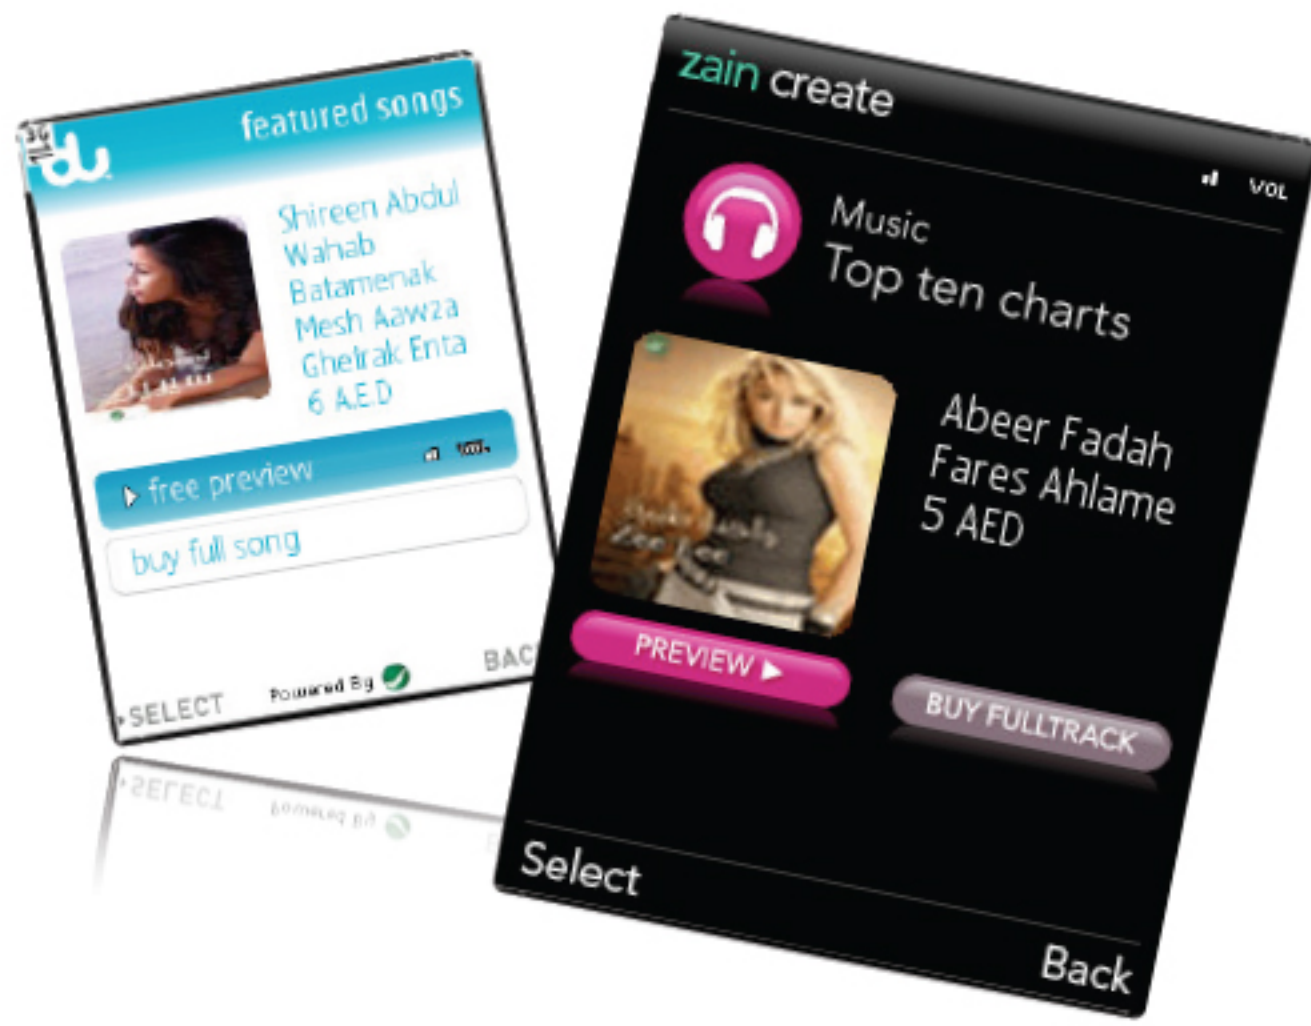 3G
du
featured songs
Shireen Abdul
Wahab
Batamenak
Mesh Aawza
Gheirak Enta
6 A.E.D
free preview
VOL
buy full song
SELECT
Powered By
BAC
zain create
VOL
Music
Top ten charts
Abeer Fadah
Fares Ahlame
5 AED
PREVIEW
BUY FULLTRACK
Select
Back